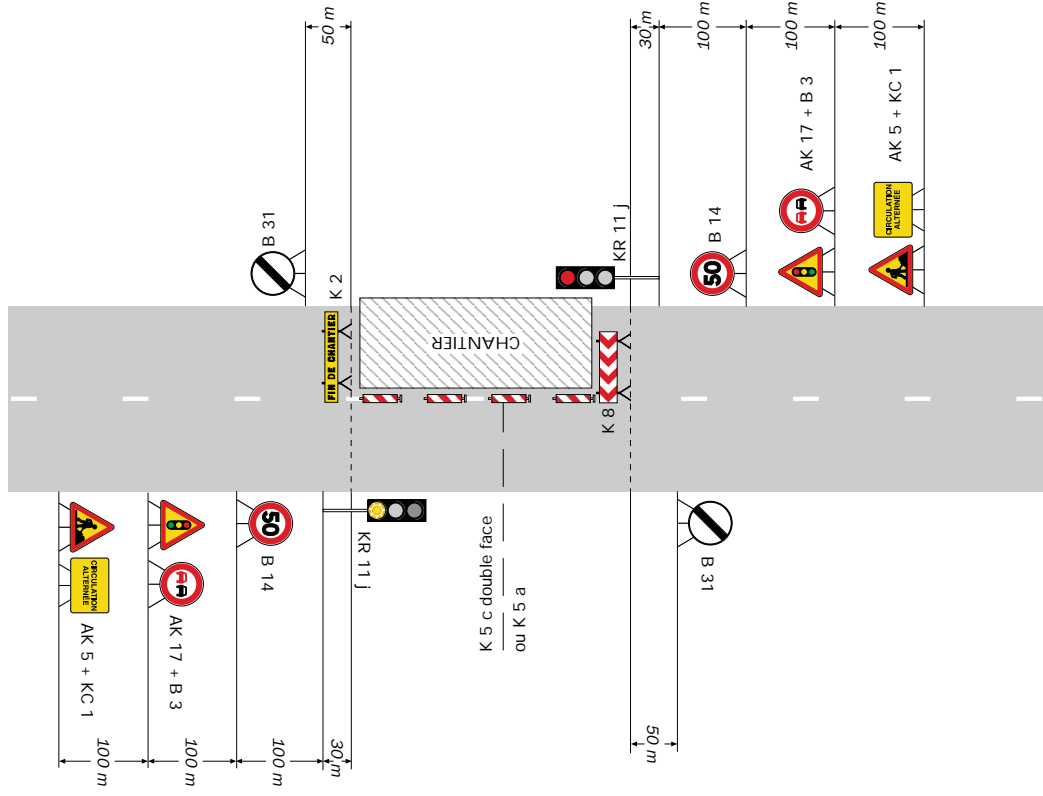 50 m
30 m
100 m
100 m
100 m
AK 17 + B 3
AK 5 + KC 1
CIRCULATION
ALTERNÉE
B 31
B 14
50
KR 11 j
K 2
FIN DE CHANTIER
CHANTIER
K 8
K 5 c double face
ou K 5 a
KR 11 j
50
B 14
B 31
CIRCULATION
ALTERNÉE
AK 17 + B 3
AK 5 + KC 1
100 m
100 m
100 m
30 m
50 m